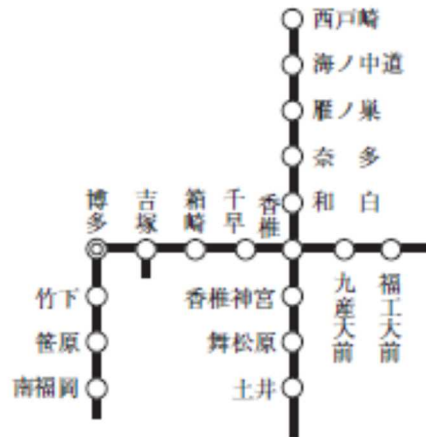 西戸崎
海ノ中道
雁ノ巣
奈多
和白
博多
吉塚
箱崎
千早
香椎
竹下
笹原
南福岡
香椎神宮
舞松原
土井
九産大前
福工大前